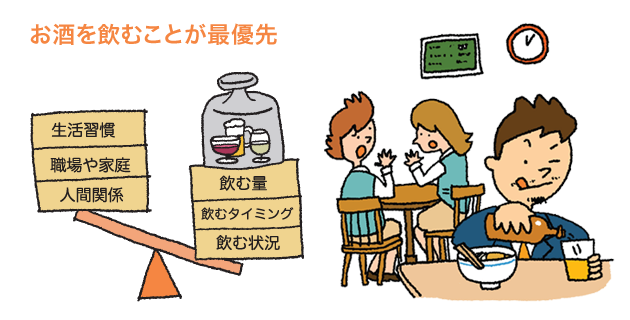 お酒を飲むことが最優先
生活習慣
職場や家庭
人間関係
飲む量
飲むタイミング
飲む状況